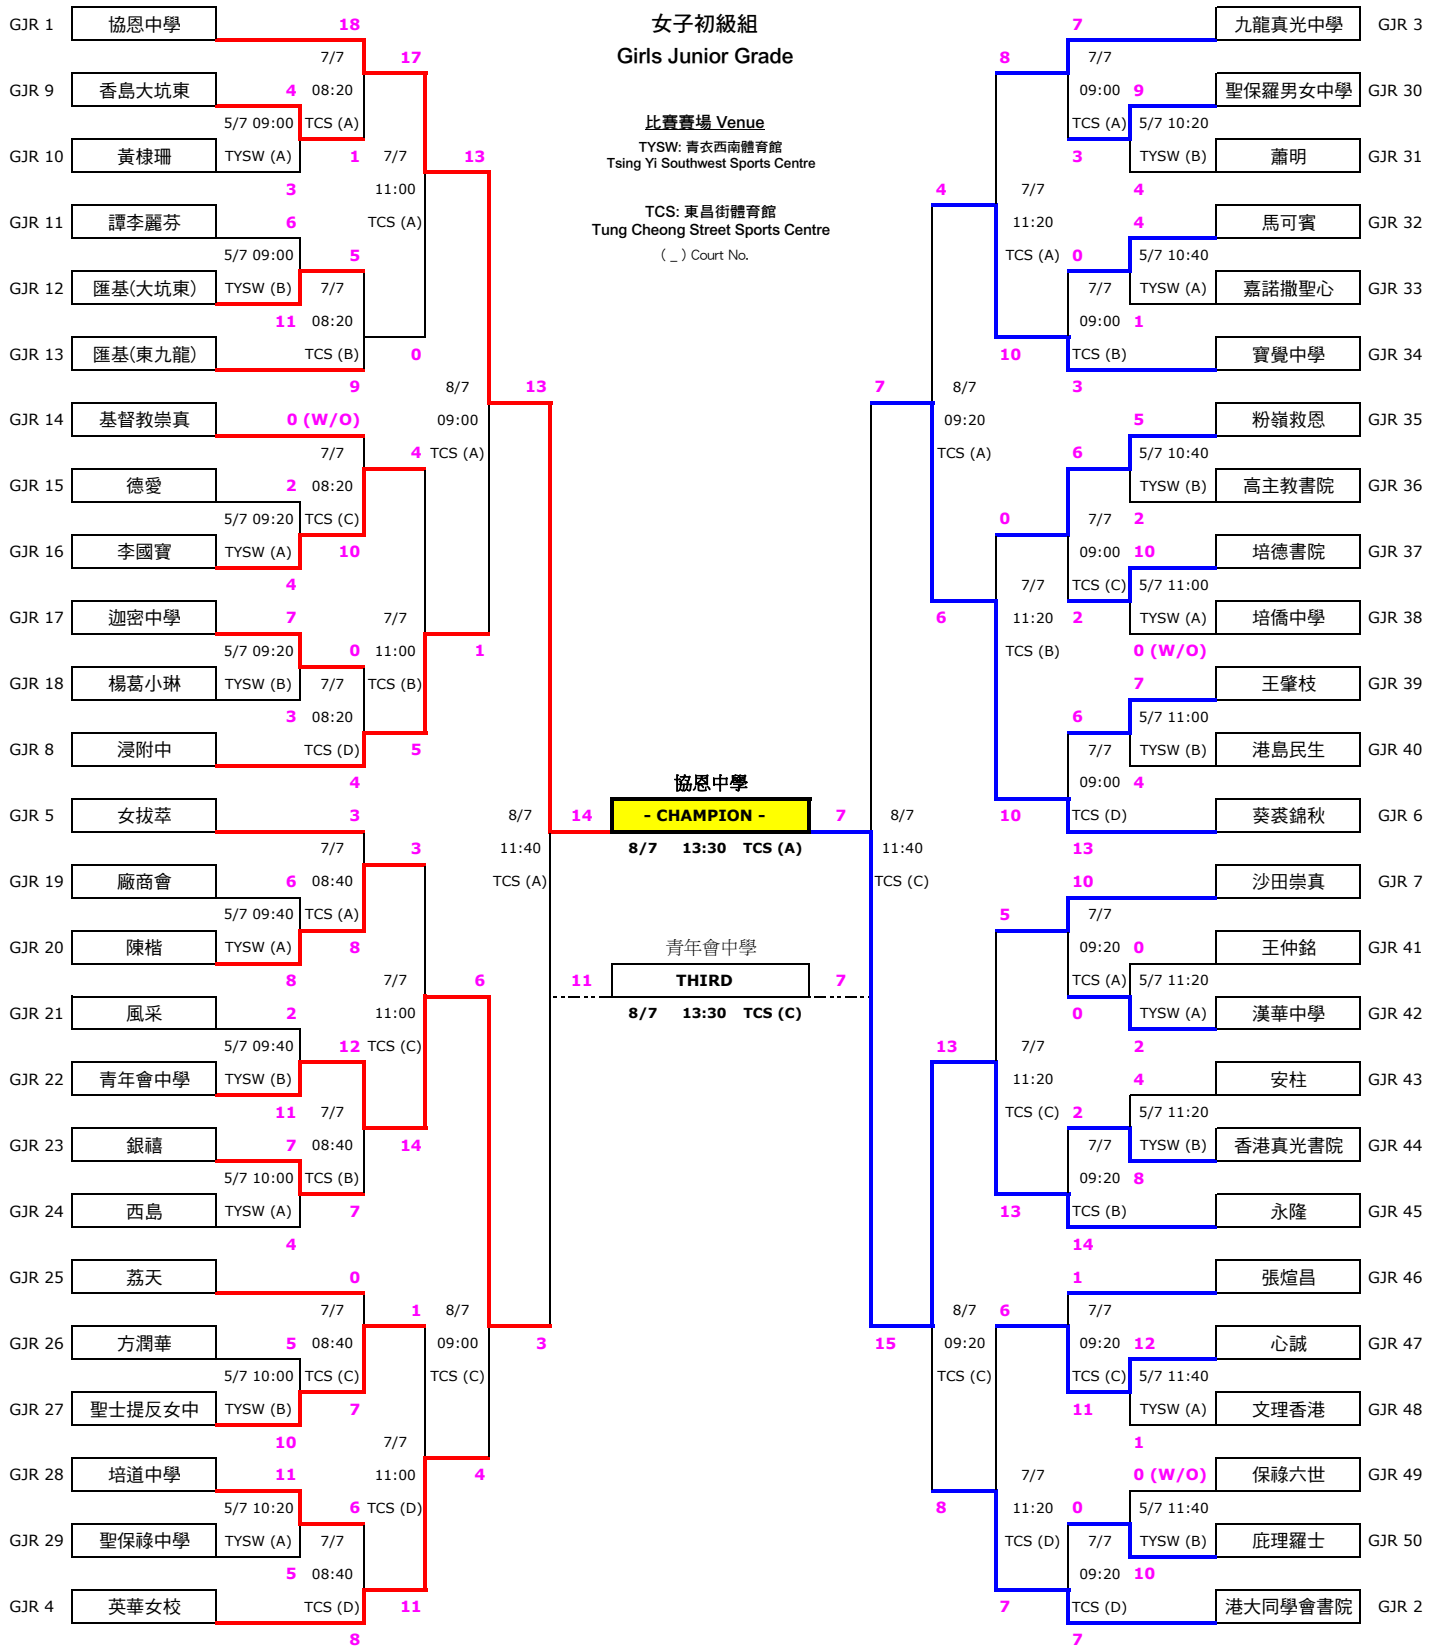 女子初級組
Girls Junior Grade
比賽賽場 Venue
TYSW: 青衣西南體育館
Tsing Yi Southwest Sports Centre
TCS: 東昌街體育館
Tung Cheong Street Sports Centre
( _ ) Court No.
GJR 1 協恩中學 18
7/7 17
GJR 9 香島大坑東 4 08:20
5/7 09:00 TCS (A)
GJR 10 黃棣珊 TYSW (A) 1 7/7 13
3 11:00
GJR 11 譚李麗芬 6 TCS (A)
5/7 09:00 5
GJR 12 匯基(大坑東) TYSW (B) 7/7
11 08:20
GJR 13 匯基(東九龍) TCS (B) 0
9 8/7 13
GJR 14 基督教崇真 0 (W/O) 09:00
7/7 4 TCS (A)
GJR 15 德愛 2 08:20
5/7 09:20 TCS (C)
GJR 16 李國寶 TYSW (A) 10
4
GJR 17 迦密中學 7 7/7
5/7 09:20 0 11:00 1
GJR 18 楊葛小琳 TYSW (B) 7/7 TCS (B)
3 08:20
GJR 8 浸附中 TCS (D) 5
4
GJR 5 女拔萃 3 8/7 14
7/7 3 11:40
GJR 19 廠商會 6 08:40 TCS (A)
5/7 09:40 TCS (A)
GJR 20 陳楷 TYSW (A) 8
8 7/7 6 11
GJR 21 風采 2 11:00
5/7 09:40 12 TCS (C)
GJR 22 青年會中學 TYSW (B)
11 7/7
GJR 23 銀禧 7 08:40 14
5/7 10:00 TCS (B)
GJR 24 西島 TYSW (A) 7
4
GJR 25 荔天 0
7/7 1 8/7
GJR 26 方潤華 5 08:40 09:00 3
5/7 10:00 TCS (C) TCS (C)
GJR 27 聖士提反女中 TYSW (B) 7
10 7/7
GJR 28 培道中學 11 11:00 4
5/7 10:20 6 TCS (D)
GJR 29 聖保祿中學 TYSW (A) 7/7
5 08:40
GJR 4 英華女校 TCS (D) 11
8
協恩中學
- CHAMPION -
8/7 13:30 TCS (A)
青年會中學
THIRD
8/7 13:30 TCS (C)
7 九龍真光中學 GJR 3
8 7/7
09:00 9 聖保羅男女中學 GJR 30
TCS (A) 5/7 10:20
3 TYSW (B) 蕭明 GJR 31
4 7/7 4
11:20 4 馬可賓 GJR 32
TCS (A) 0 5/7 10:40
7/7 TYSW (A) 嘉諾撒聖心 GJR 33
09:00 1
10 TCS (B) 寶覺中學 GJR 34
7 8/7 3
09:20 5 粉嶺救恩 GJR 35
TCS (A) 6 5/7 10:40
TYSW (B) 高主教書院 GJR 36
0 7/7 2
09:00 10 培德書院 GJR 37
7/7 TCS (C) 5/7 11:00
6 11:20 2 TYSW (A) 培僑中學 GJR 38
TCS (B) 0 (W/O)
7 王肇枝 GJR 39
6 5/7 11:00
7/7 TYSW (B) 港島民生 GJR 40
09:00 4
7 8/7 10 TCS (D) 葵裘錦秋 GJR 6
11:40 13
TCS (C) 10 沙田崇真 GJR 7
5 7/7
09:20 0 王仲銘 GJR 41
7 TCS (A) 5/7 11:20
0 TYSW (A) 漢華中學 GJR 42
13 7/7 2
11:20 4 安柱 GJR 43
TCS (C) 2 5/7 11:20
7/7 TYSW (B) 香港真光書院 GJR 44
09:20 8
13 TCS (B) 永隆 GJR 45
14
1 張煊昌 GJR 46
8/7 6 7/7
15 09:20 09:20 12 心誠 GJR 47
TCS (C) TCS (C) 5/7 11:40
11 TYSW (A) 文理香港 GJR 48
1
7/7 0 (W/O) 保祿六世 GJR 49
8 11:20 0 5/7 11:40
TCS (D) 7/7 TYSW (B) 庇理羅士 GJR 50
09:20 10
7 TCS (D) 港大同學會書院 GJR 2
7